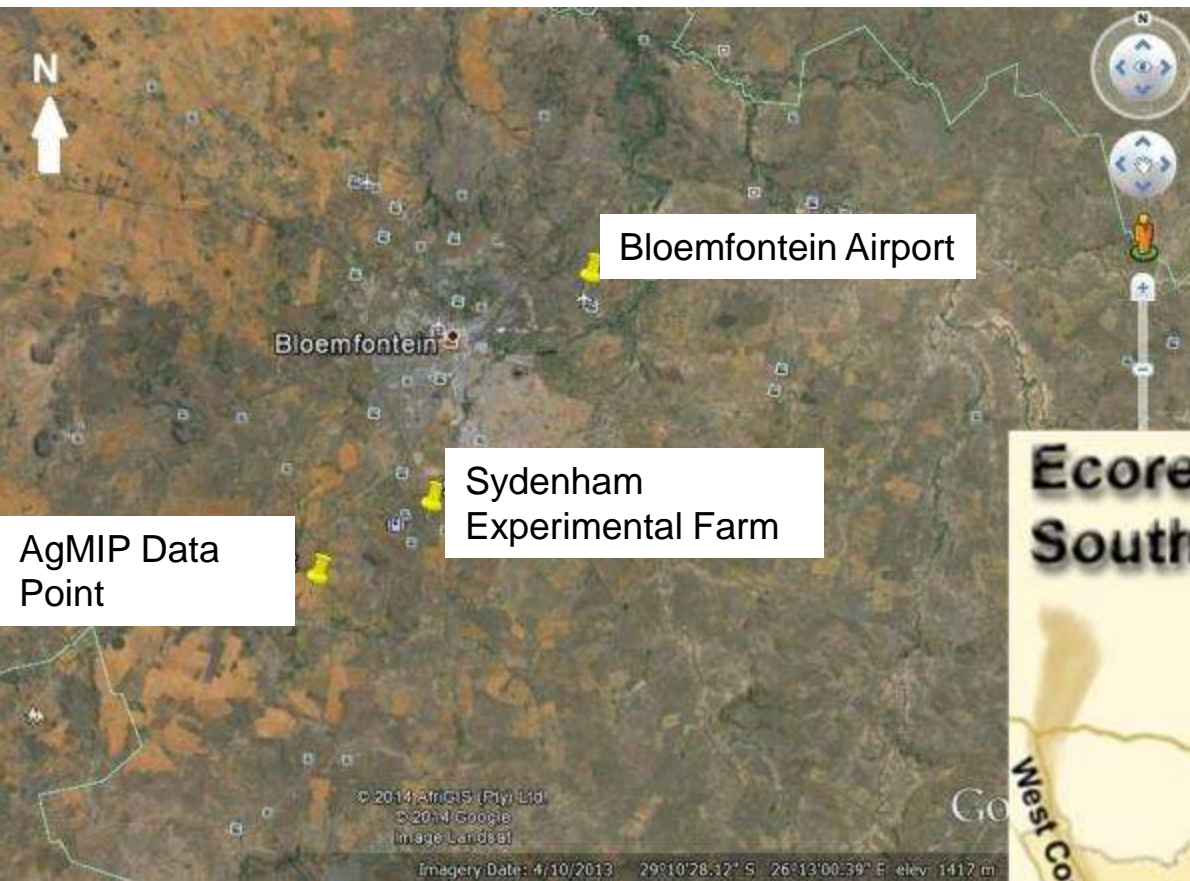 N
N
Bloemfontein Airport
Bloemfontein
Sydenham
Experimental Farm
AgMIP Data
Point
Ecore
South
West Co
© 2014 AfriGIS (Pty) Ltd.
© 2014 Google
Image Landsat
Go
Imagery Date: 4/10/2013 29°10'28.12" S 26°13'00.39" E elev 1417 m